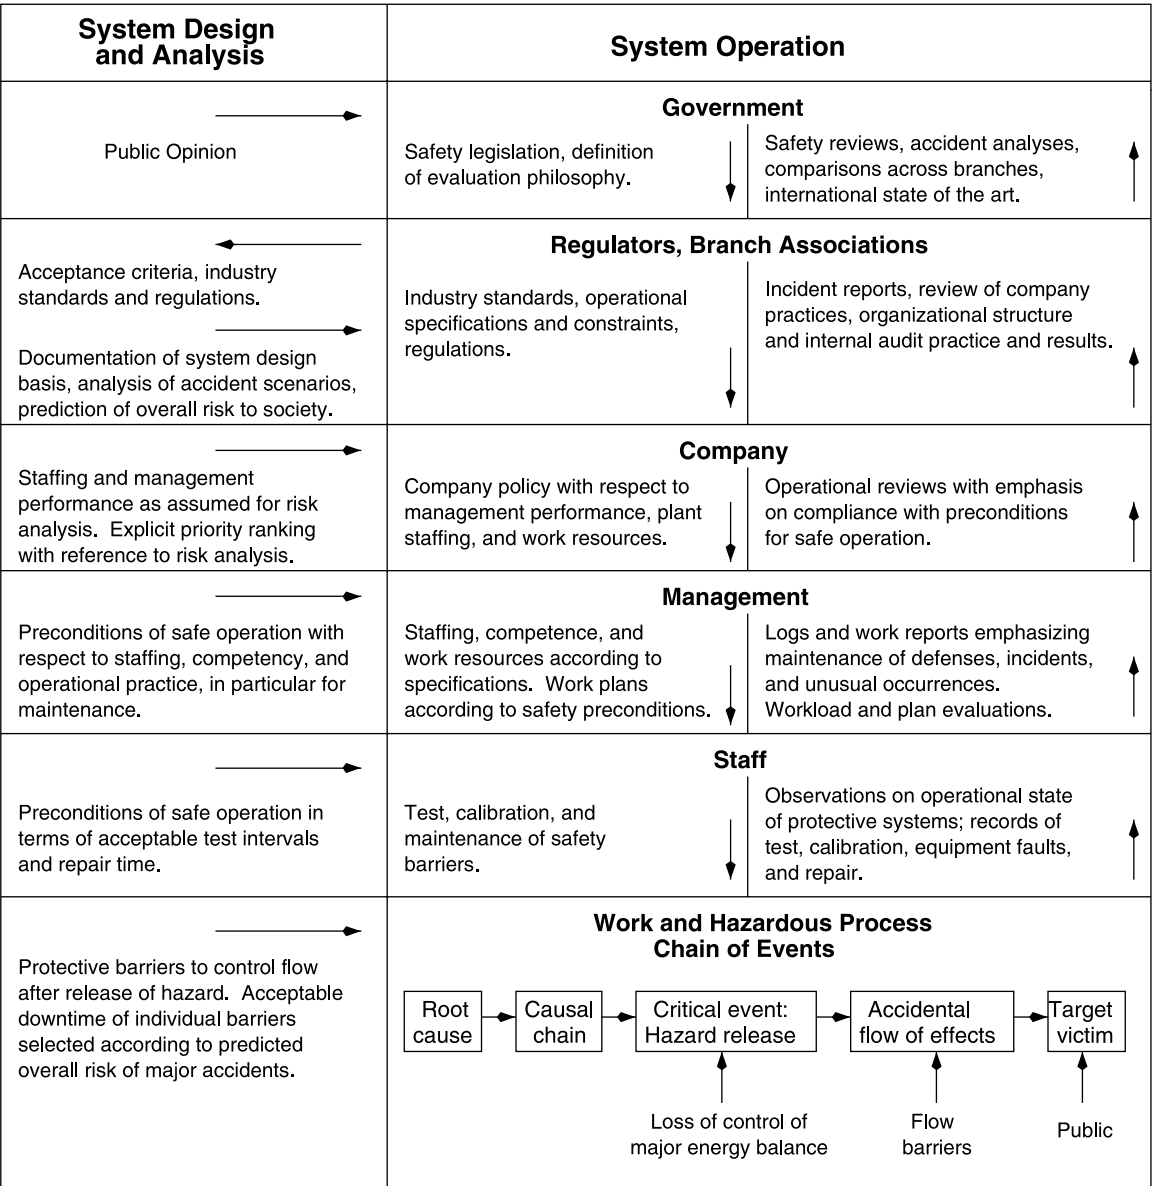 System Design
and Analysis
System Operation
Public Opinion
Government
Safety legislation, definition
of evaluation philosophy.
Safety reviews, accident analyses,
comparisons across branches,
international state of the art.
Acceptance criteria, industry
standards and regulations.
Documentation of system design
basis, analysis of accident scenarios,
prediction of overall risk to society.
Regulators, Branch Associations
Industry standards, operational
specifications and constraints,
regulations.
Incident reports, review of company
practices, organizational structure
and internal audit practice and results.
Staffing and management
performance as assumed for risk
analysis. Explicit priority ranking
with reference to risk analysis.
Company
Company policy with respect to
management performance, plant
staffing, and work resources.
Operational reviews with emphasis
on compliance with preconditions
for safe operation.
Preconditions of safe operation with
respect to staffing, competency, and
operational practice, in particular for
maintenance.
Management
Staffing, competence, and
work resources according to
specifications. Work plans
according to safety preconditions.
Logs and work reports emphasizing
maintenance of defenses, incidents,
and unusual occurrences.
Workload and plan evaluations.
Preconditions of safe operation in
terms of acceptable test intervals
and repair time.
Staff
Test, calibration, and
maintenance of safety
barriers.
Observations on operational state
of protective systems; records of
test, calibration, equipment faults,
and repair.
Protective barriers to control flow
after release of hazard. Acceptable
downtime of individual barriers
selected according to predicted
overall risk of major accidents.
Work and Hazardous Process
Chain of Events
Root
cause
Causal
chain
Critical event:
Hazard release
Accidental
flow of effects
Target
victim
Loss of control of
major energy balance
Flow
barriers
Public